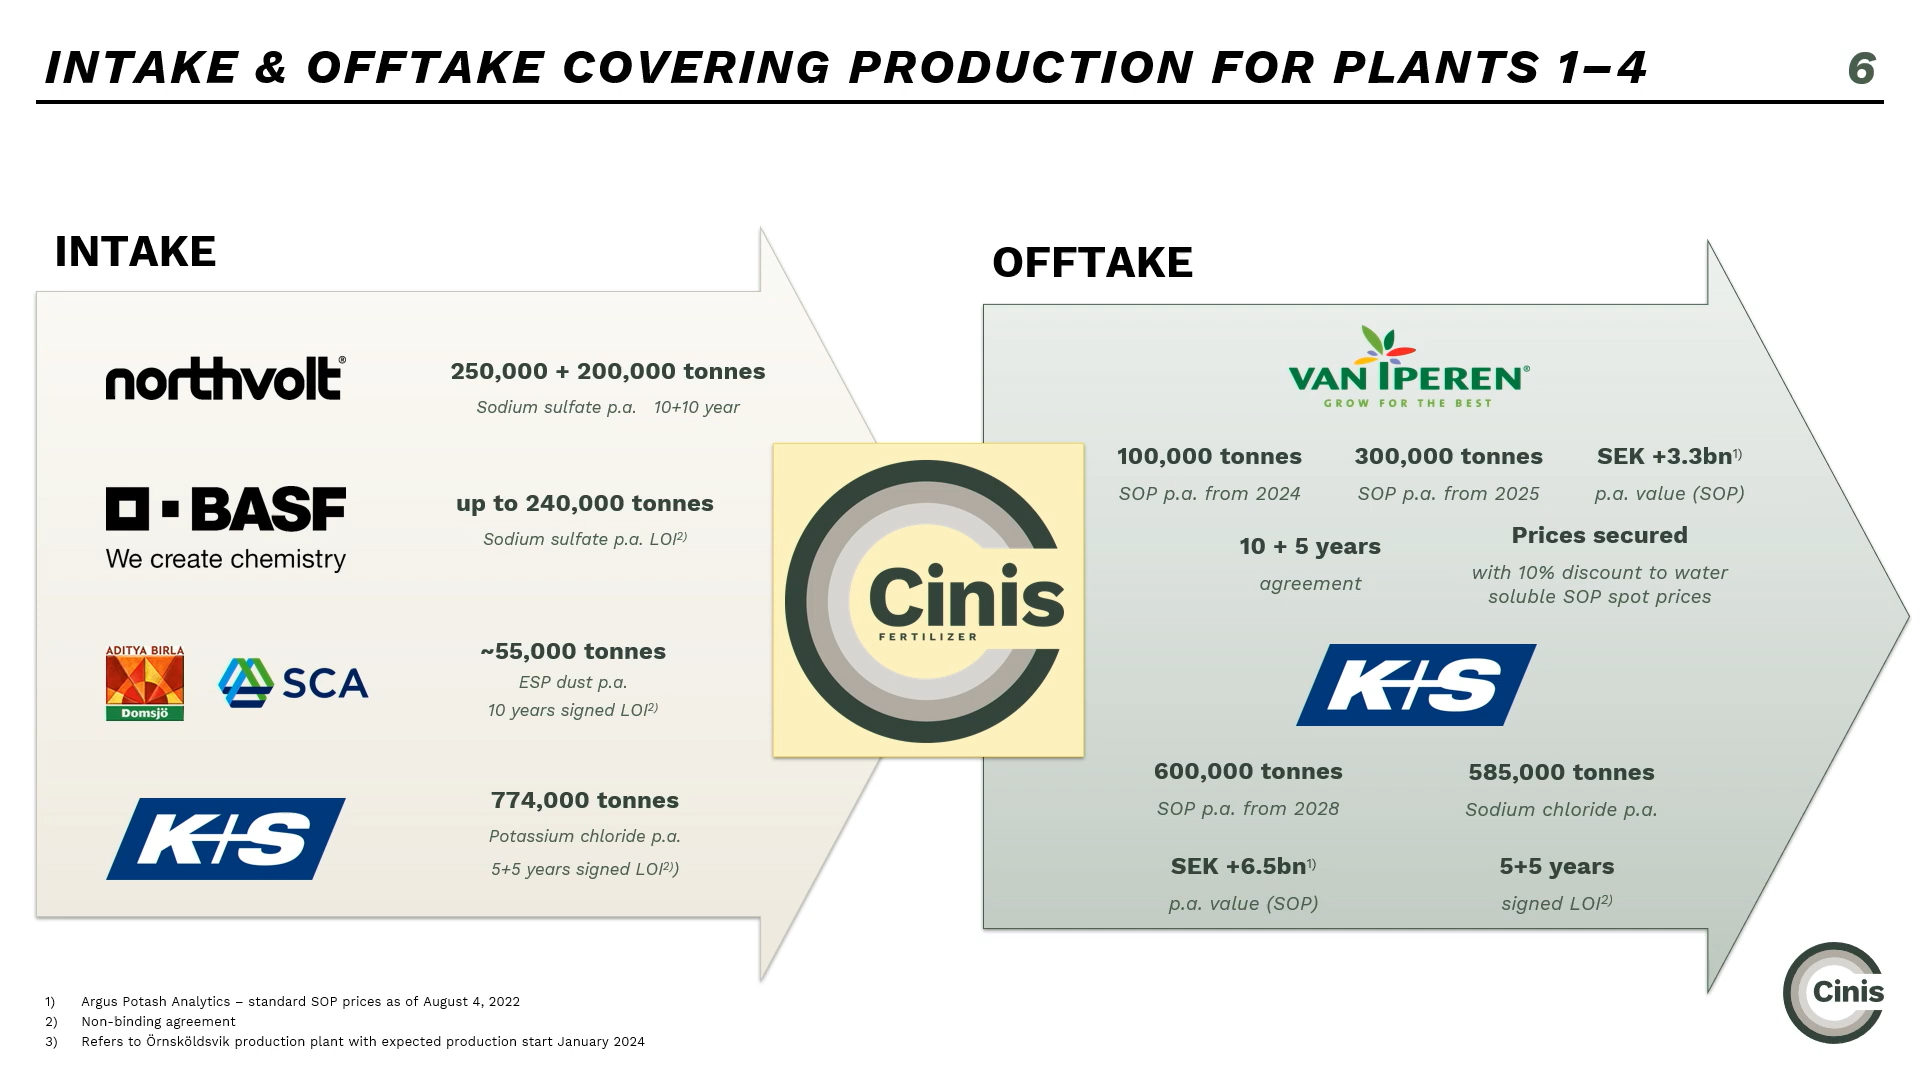 INTAKE & OFFTAKE COVERING PRODUCTION FOR PLANTS 1–4
6
INTAKE
northvolt®
250,000 + 200,000 tonnes
Sodium sulfate p.a. 10+10 year
BASF
We create chemistry
up to 240,000 tonnes
Sodium sulfate p.a. LOI2)
ADITYA BIRLA
Domsjö
SCA
~55,000 tonnes
ESP dust p.a.
10 years signed LOI2)
K+S
774,000 tonnes
Potassium chloride p.a.
5+5 years signed LOI2))
Cinis
FERTILIZER
OFFTAKE
VAN IPEREN®
GROW FOR THE BEST
100,000 tonnes
SOP p.a. from 2024
300,000 tonnes
SOP p.a. from 2025
SEK +3.3bn1)
p.a. value (SOP)
10 + 5 years
agreement
Prices secured
with 10% discount to water
soluble SOP spot prices
K+S
600,000 tonnes
SOP p.a. from 2028
585,000 tonnes
Sodium chloride p.a.
SEK +6.5bn1)
p.a. value (SOP)
5+5 years
signed LOI2)
1) Argus Potash Analytics – standard SOP prices as of August 4, 2022
2) Non-binding agreement
3) Refers to Örnsköldsvik production plant with expected production start January 2024
Cinis